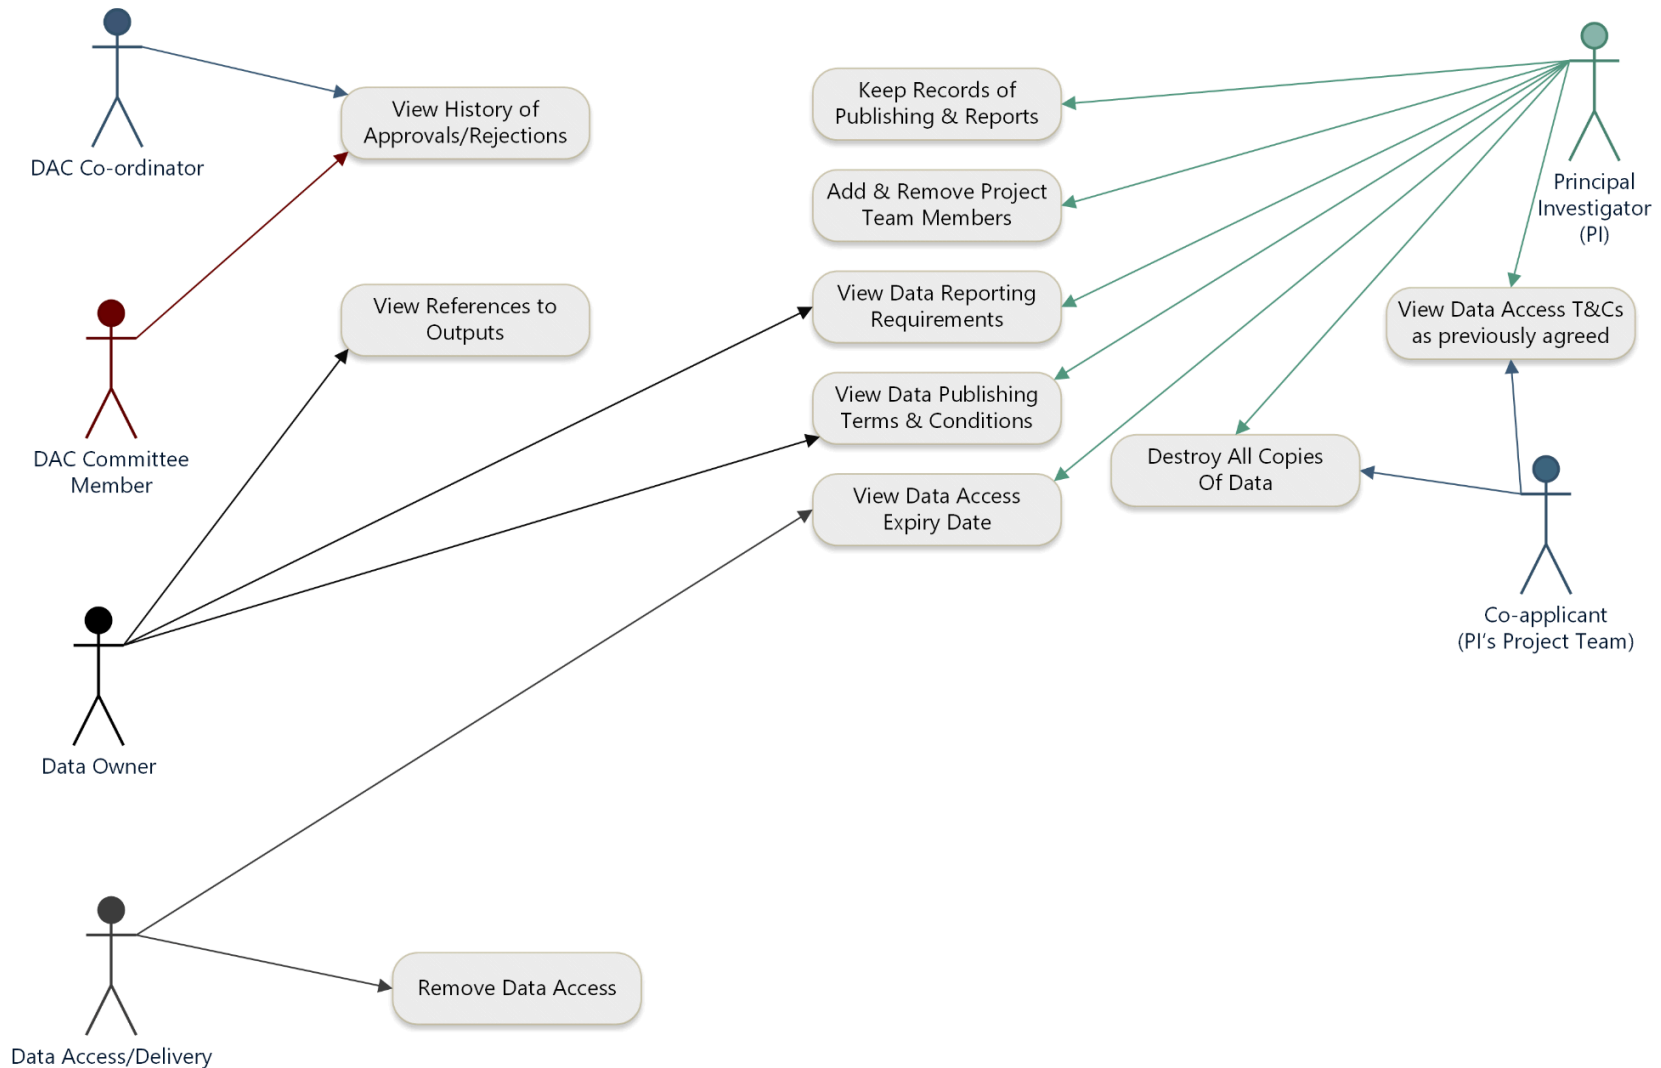 DAC Co-ordinator
View History of
Approvals/Rejections
DAC Committee
Member
View References to
Outputs
Data Owner
Data Access/Delivery
Remove Data Access
Keep Records of
Publishing & Reports
Add & Remove Project
Team Members
View Data Reporting
Requirements
View Data Publishing
Terms & Conditions
View Data Access
Expiry Date
Principal
Investigator
(PI)
View Data Access T&Cs
as previously agreed
Destroy All Copies
Of Data
Co-applicant
(PI's Project Team)